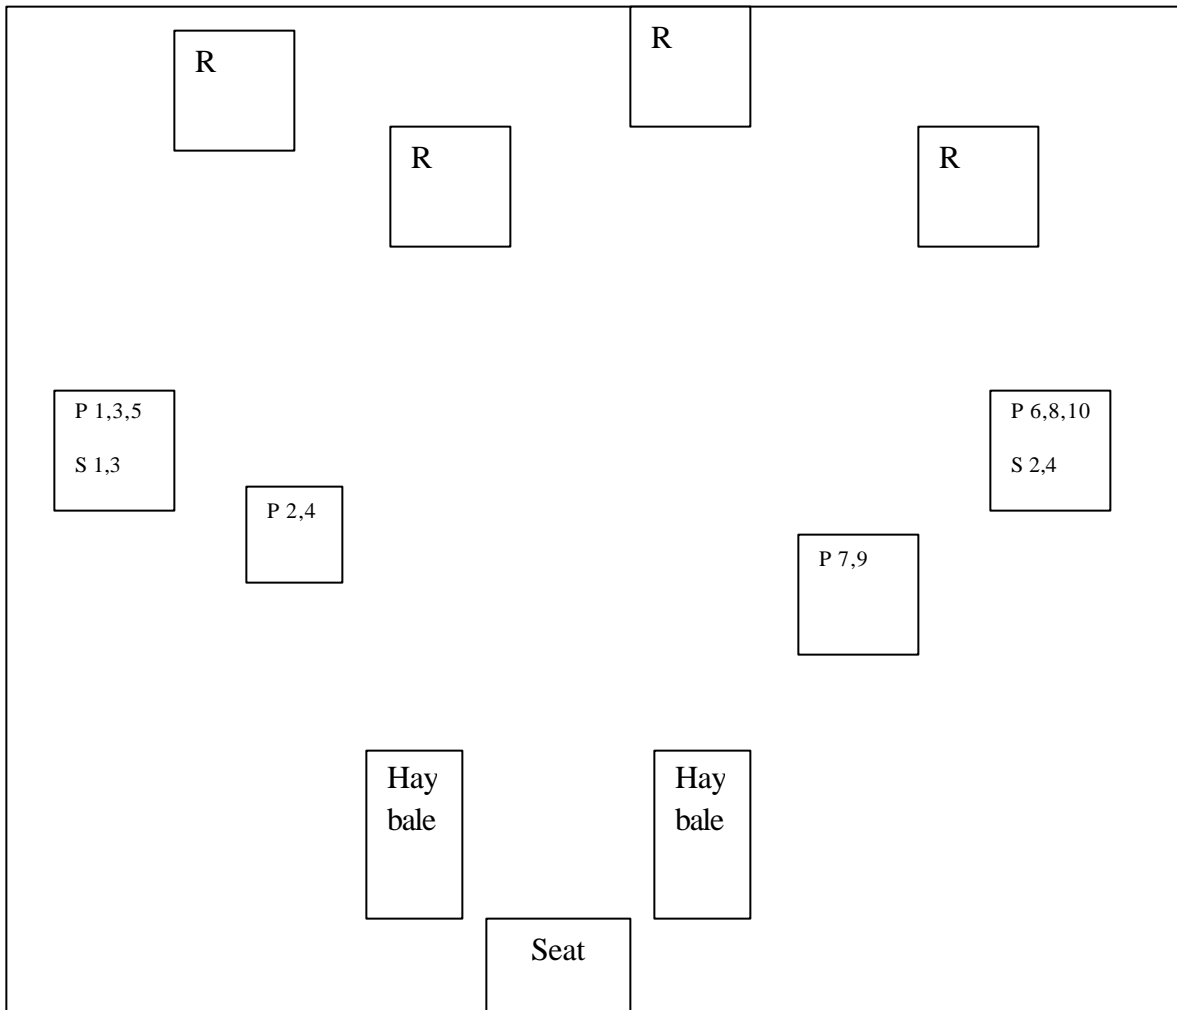 R
R
R
R
P 1,3,5
S 1,3
P 6,8,10
S 2,4
P 2,4
P 7,9
Hay
bale
Hay
bale
Seat